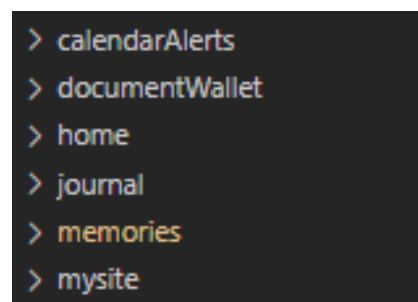 calendarAlerts
documentWallet
home
journal
memories
mysite